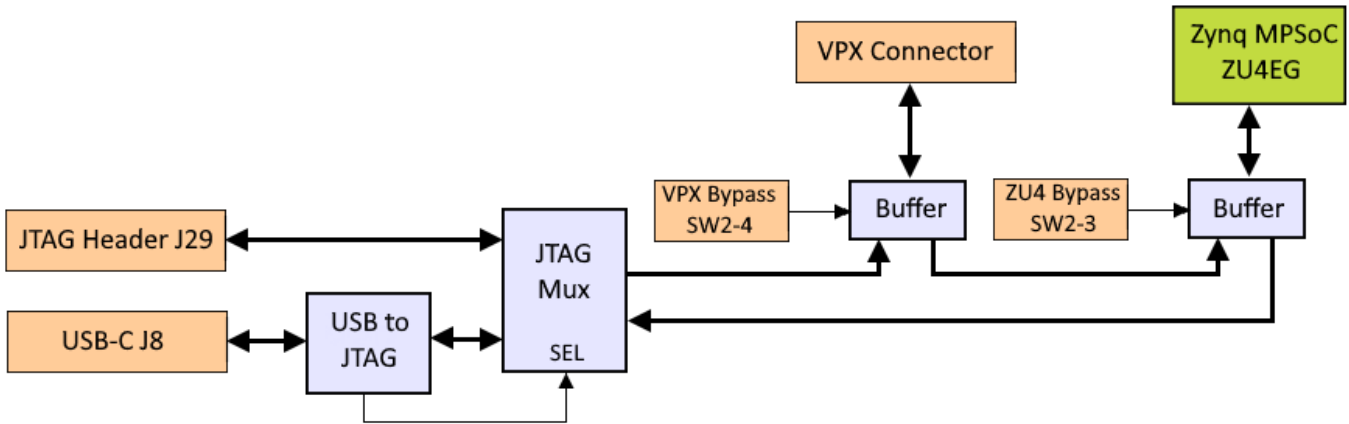 Zynq MPSoC
ZU4EG
VPX Connector
VPX Bypass
SW2-4
Buffer
ZU4 Bypass
SW2-3
Buffer
JTAG Header J29
JTAG
Mux
SEL
USB-C J8
USB to
JTAG